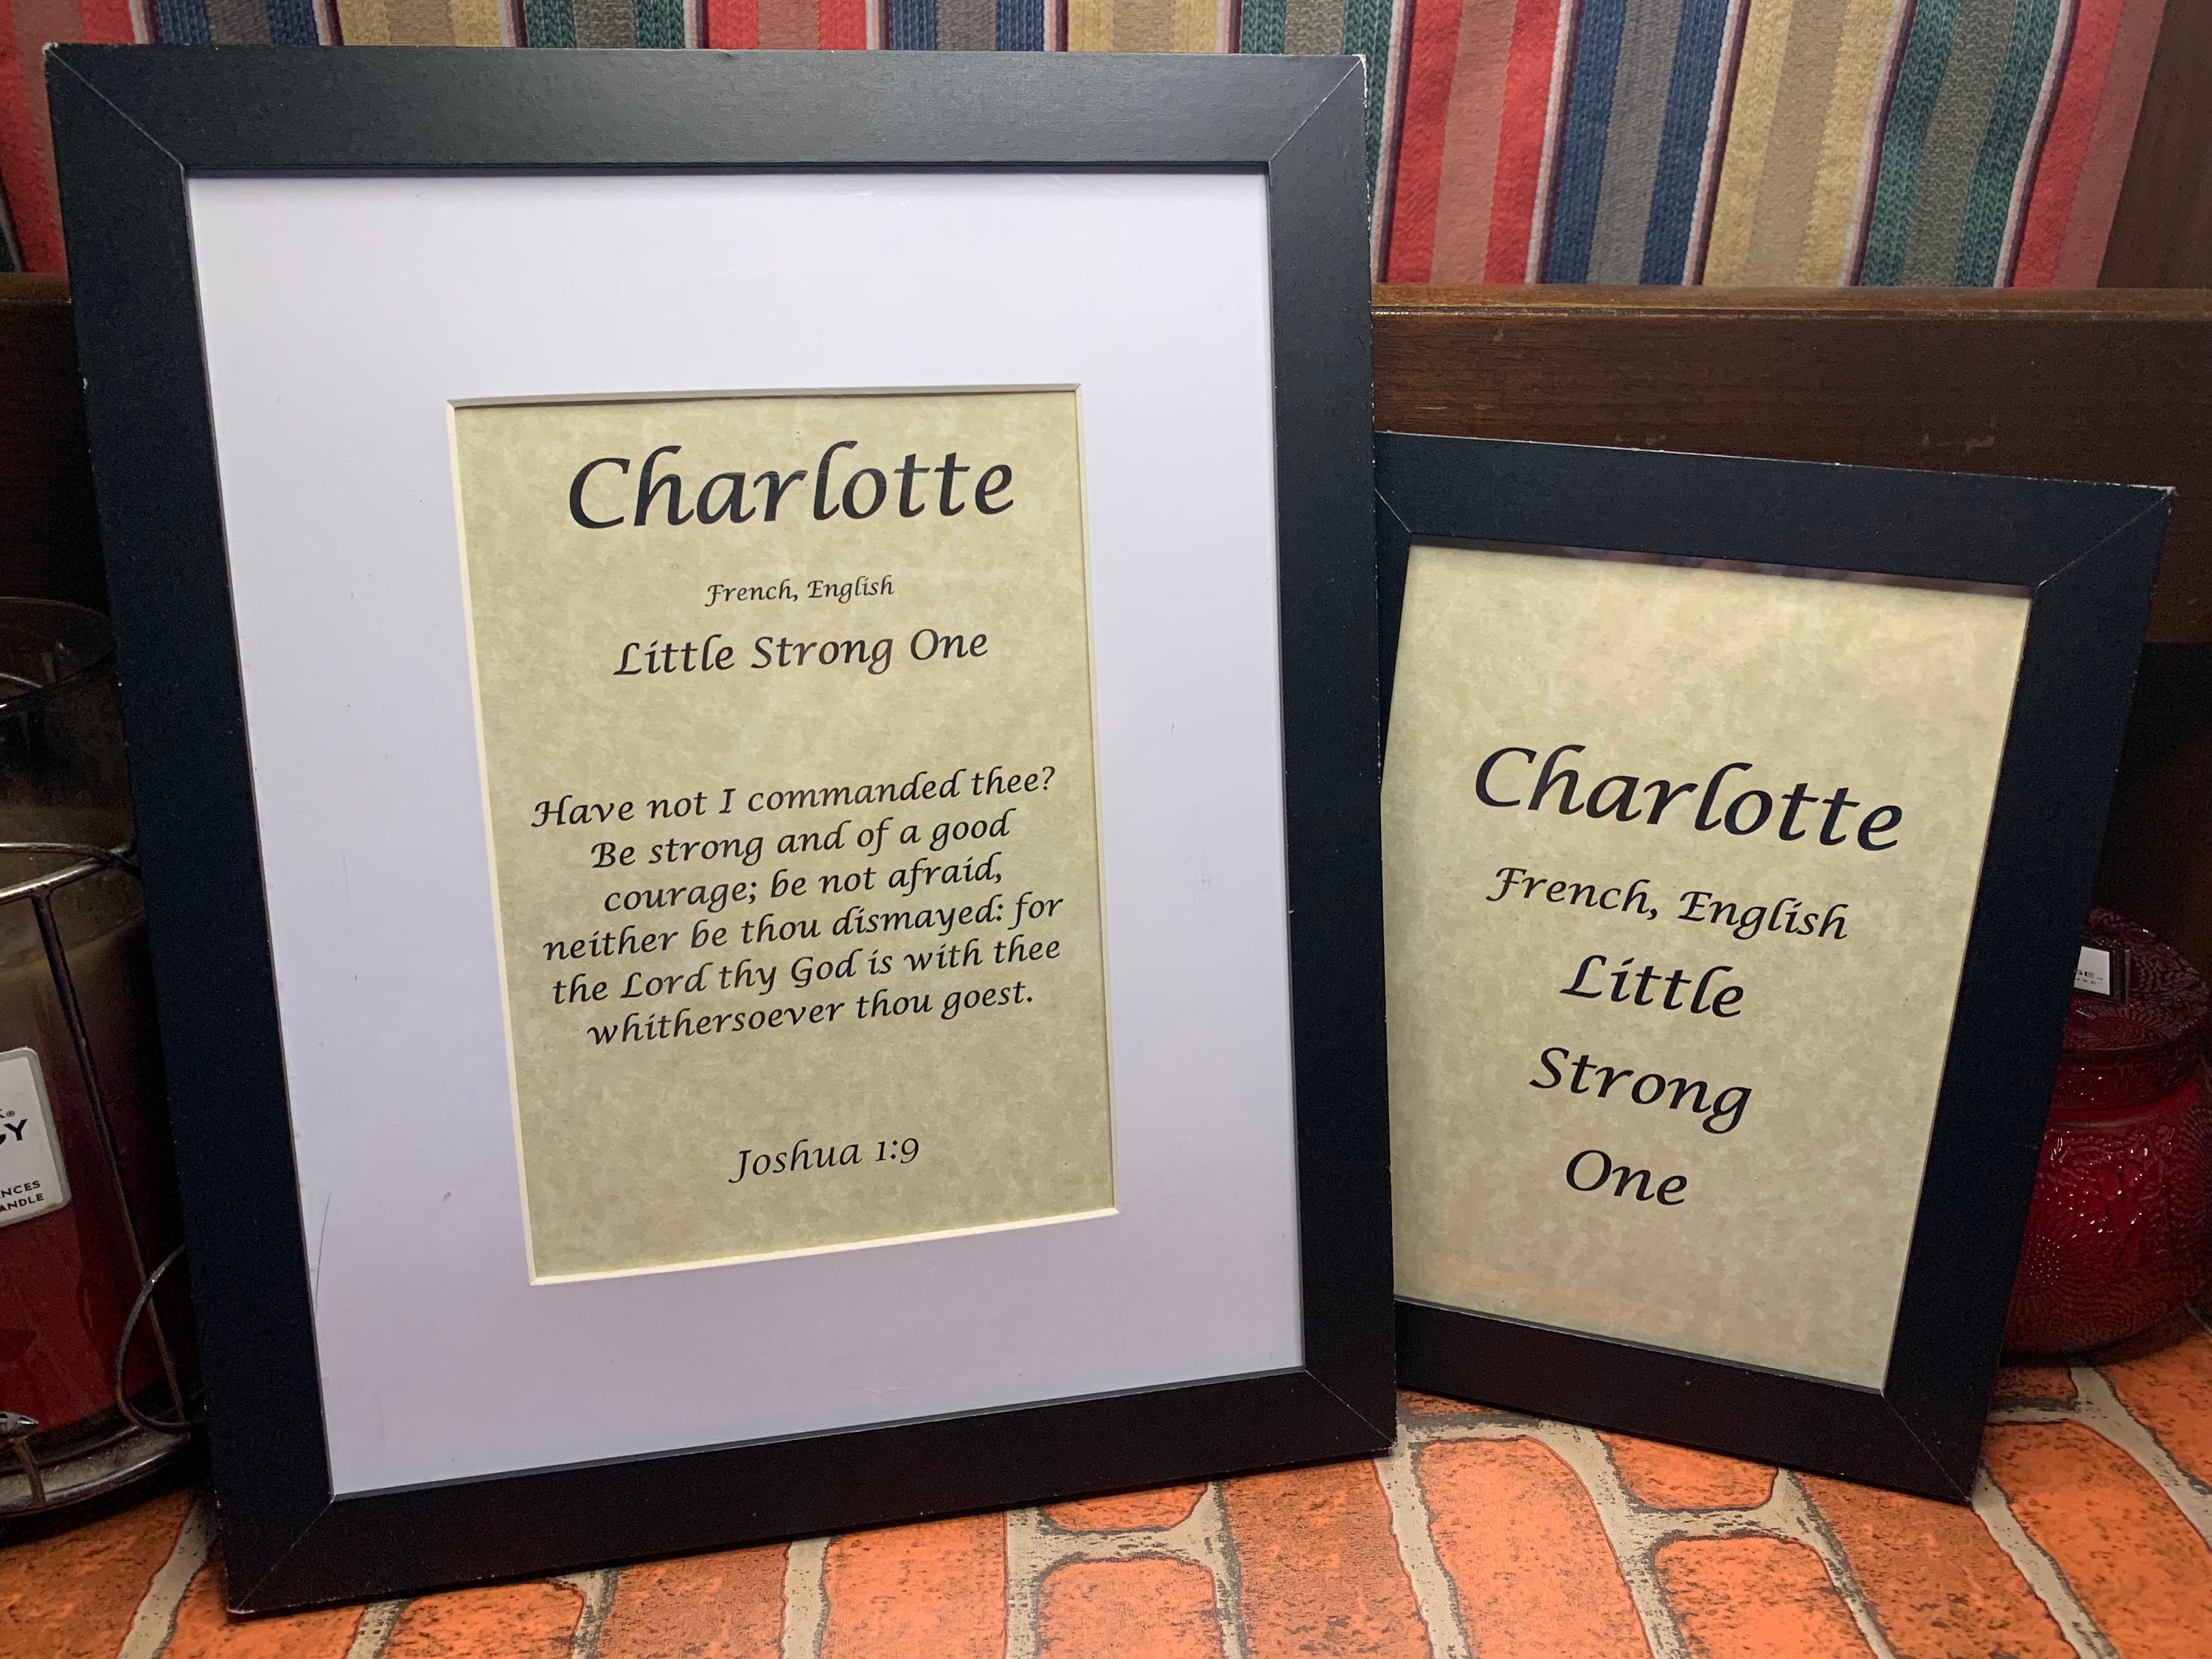 Charlotte
French, English
Little Strong One
Have not I commanded thee?
Be strong and of a good
courage; be not afraid,
neither be thou dismayed: for
the Lord thy God is with thee
whithersoever thou goest.
Joshua 1:9
Charlotte
French, English
Little
Strong
One